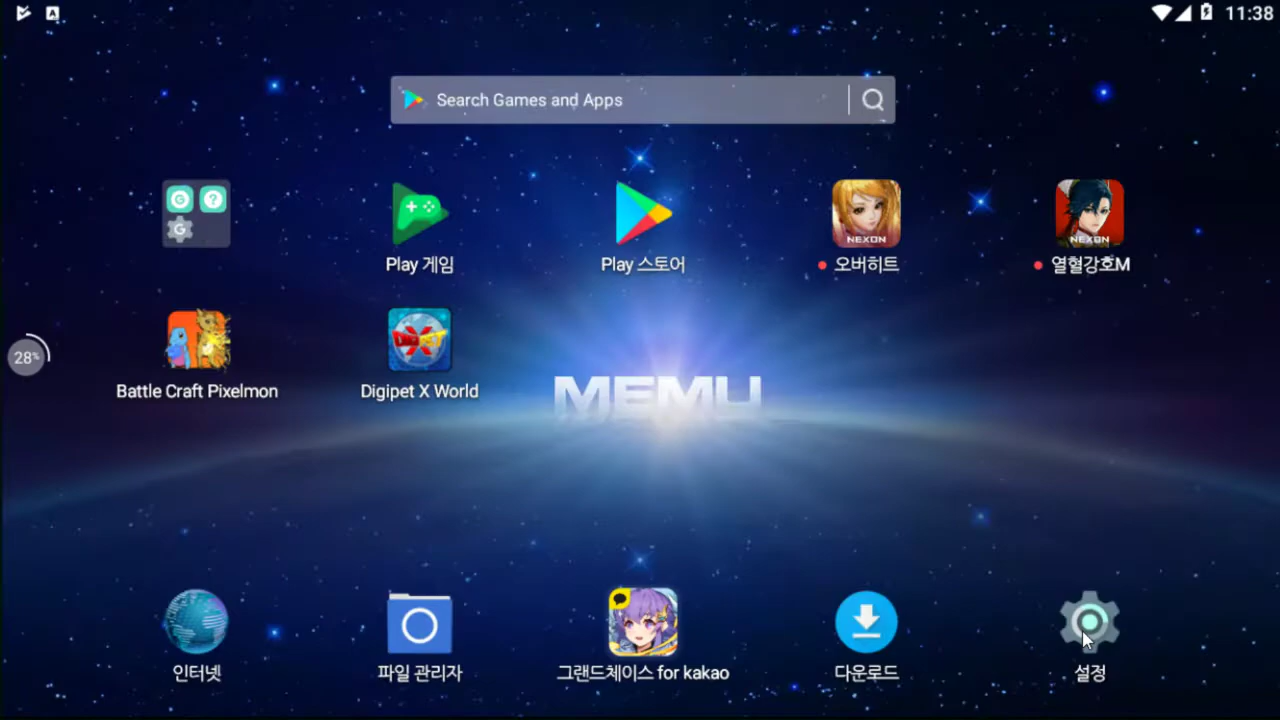 11:38
Search Games and Apps
G
?
G
NEXON
NEXON
Play 게임
Play 스토어
오버히트
열혈강호M
28%
Battle Craft Pixelmon
Digipet X World
MEMU
인터넷
파일 관리자
그랜드체이스 for kakao
다운로드
설정